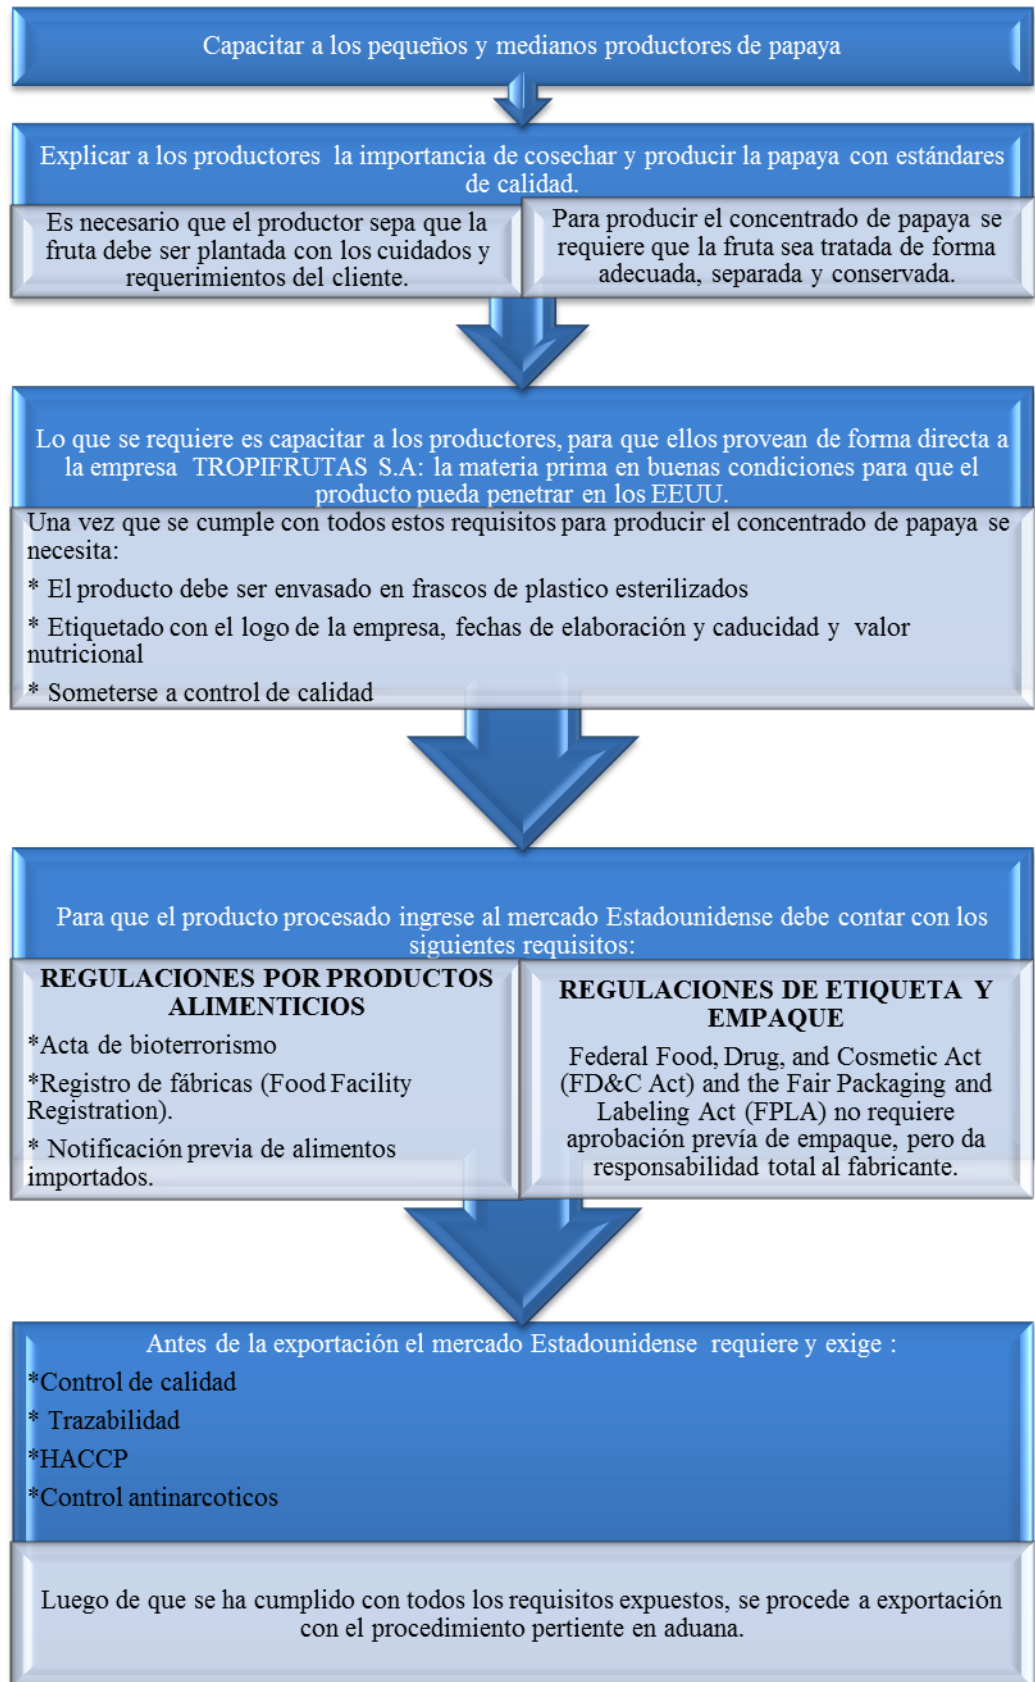 Capacitar a los pequeños y medianos productores de papaya
Explicar a los productores la importancia de cosechar y producir la papaya con estándares
de calidad.
Es necesario que el productor sepa que la
fruta debe ser plantada con los cuidados y
requerimientos del cliente.
Para producir el concentrado de papaya se
requiere que la fruta sea tratada de forma
adecuada, separada y conservada.
Lo que se requiere es capacitar a los productores, para que ellos provean de forma directa a
la empresa TROPIFRUTAS S.A: la materia prima en buenas condiciones para que el
producto pueda penetrar en los EEUU.
Una vez que se cumple con todos estos requisitos para producir el concentrado de papaya se
necesita:
* El producto debe ser envasado en frascos de plastico esterilizados
* Etiquetado con el logo de la empresa, fechas de elaboración y caducidad y valor
nutricional
* Someterse a control de calidad
Para que el producto procesado ingrese al mercado Estadounidense debe contar con los
siguientes requisitos:
REGULACIONES POR PRODUCTOS
ALIMENTICIOS
*Acta de bioterrorismo
*Registro de fábricas (Food Facility
Registration).
* Notificación previa de alimentos
importados.
REGULACIONES DE ETIQUETA Y
EMPAQUE
Federal Food, Drug, and Cosmetic Act
(FD&C Act) and the Fair Packaging and
Labeling Act (FPLA) no requiere
aprobación prevía de empaque, pero da
responsabilidad total al fabricante.
Antes de la exportación el mercado Estadounidense requiere y exige :
*Control de calidad
* Trazabilidad
*HACCP
*Control antinarcoticos
Luego de que se ha cumplido con todos los requisitos expuestos, se procede a exportación
con el procedimiento pertiente en aduana.